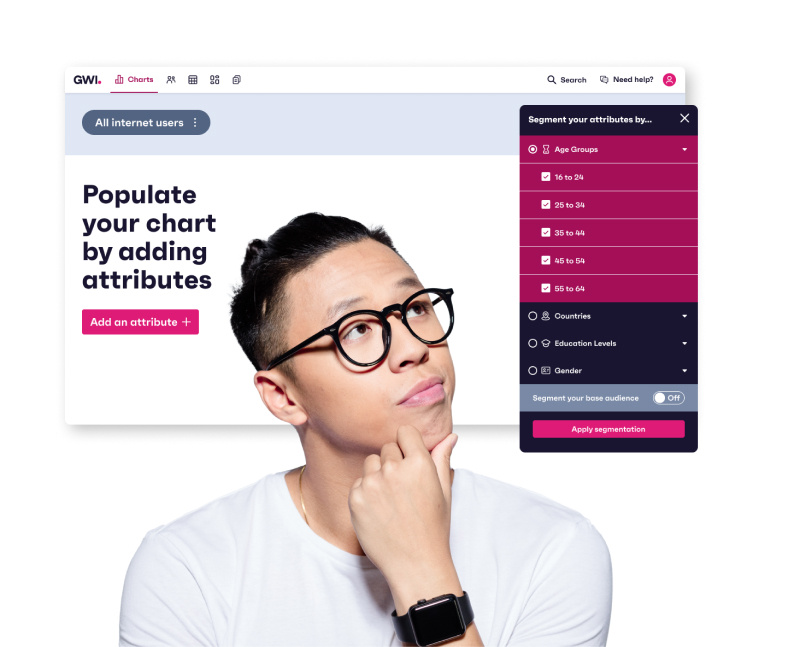 GWI.
Charts
Search
Need help?
All internet users
Populate
your chart
by adding
attributes
Add an attribute +
Segment your attributes by...
Age Groups
16 to 24
25 to 34
35 to 44
45 to 54
55 to 64
Countries
Education Levels
Gender
Segment your base audience
Off
Apply segmentation